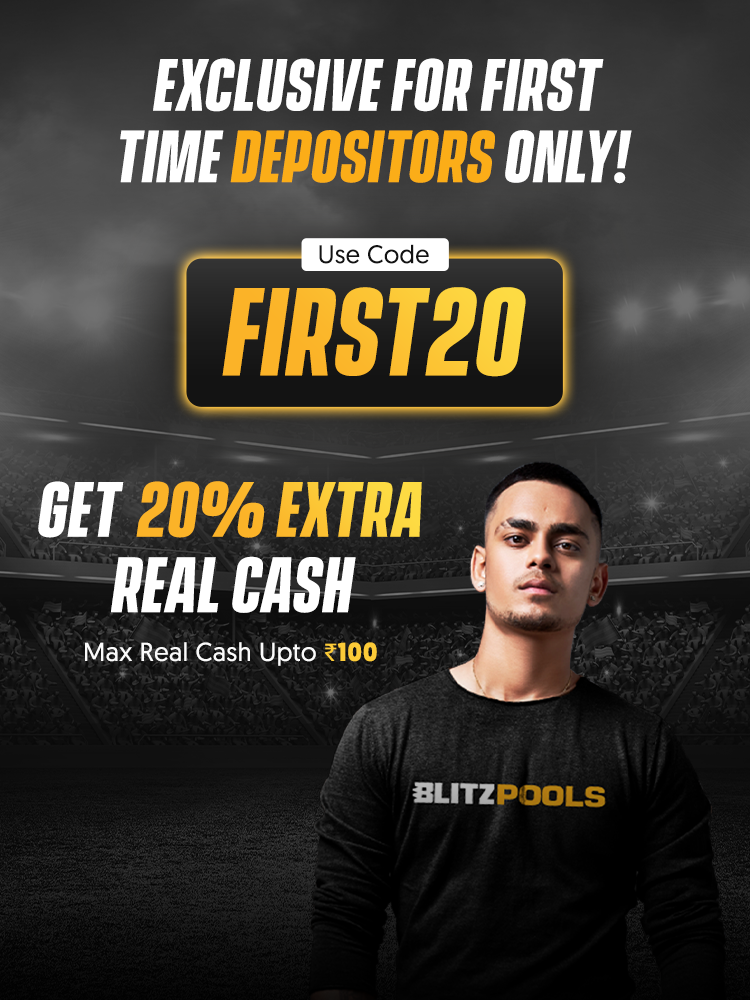 EXCLUSIVE FOR FIRST
TIME DEPOSITORS ONLY!
Use Code
FIRST20
GET 20% EXTRA
REAL CASH
Max Real Cash Upto ₹100
BLITZPOOLS